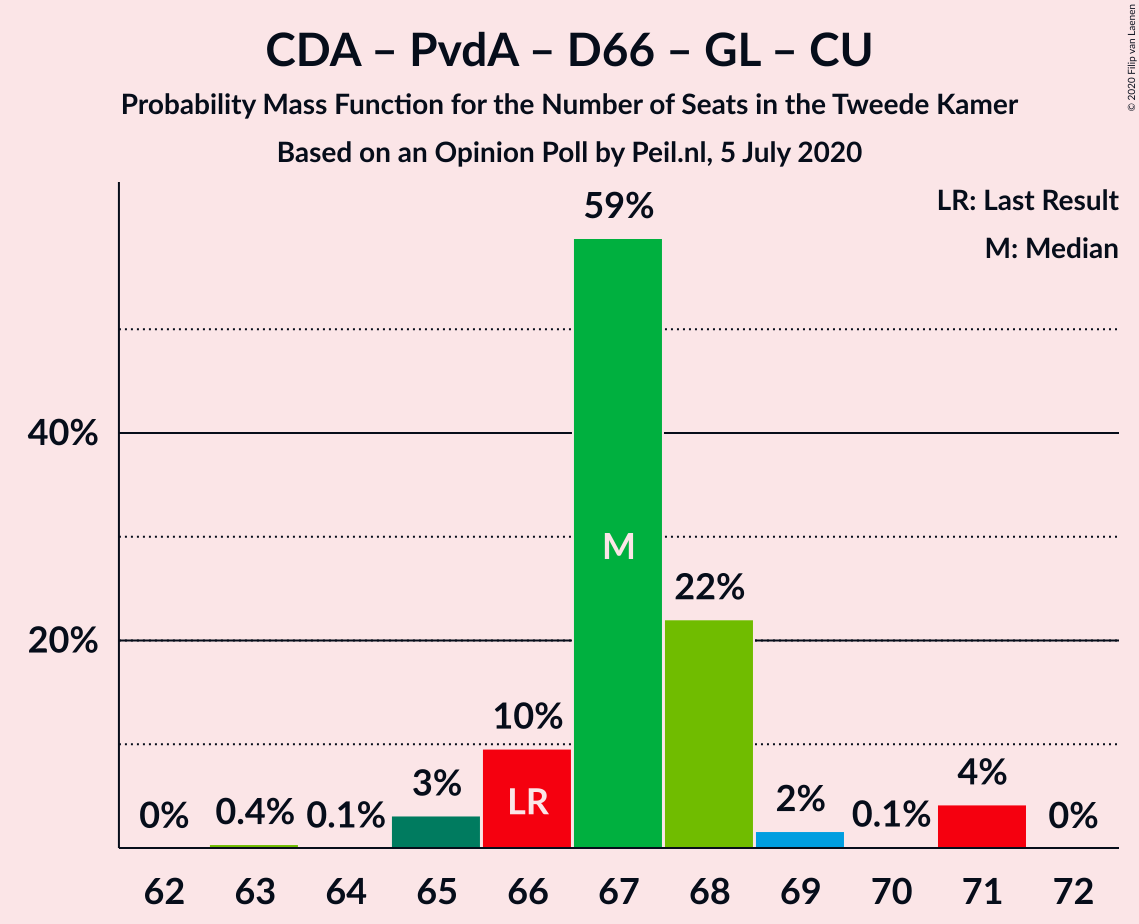 CDA – PvdA – D66 – GL – CU
Probability Mass Function for the Number of Seats in the Tweede Kamer
Based on an Opinion Poll by Peil.nl, 5 July 2020
© 2020 Filip van Laenen
LR: Last Result
M: Median
59%
40%
M
22%
20%
10%
LR
3%
4%
2%
0%
0.4%
0.1%
0.1%
0%
62 63 64 65 66 67 68 69 70 71 72